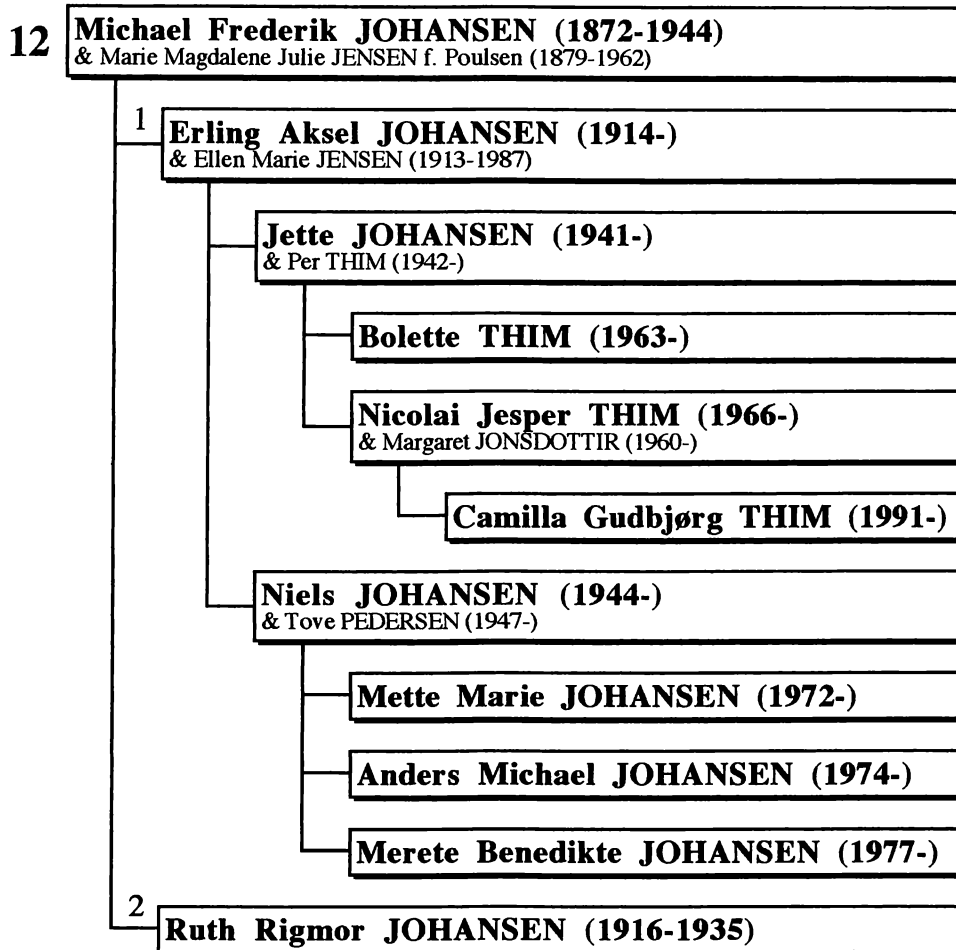 12
Michael Frederik JOHANSEN (1872-1944)
& Marie Magdalene Julie JENSEN f. Poulsen (1879-1962)
1
Erling Aksel JOHANSEN (1914-)
& Ellen Marie JENSEN (1913-1987)
Jette JOHANSEN (1941-)
& Per THIM (1942-)
Bolette THIM (1963-)
Nicolai Jesper THIM (1966-)
& Margaret JONSDOTTIR (1960-)
Camilla Gudbjørg THIM (1991-)
Niels JOHANSEN (1944-)
& Tove PEDERSEN (1947-)
Mette Marie JOHANSEN (1972-)
Anders Michael JOHANSEN (1974-)
Merete Benedikte JOHANSEN (1977-)
2
Ruth Rigmor JOHANSEN (1916-1935)